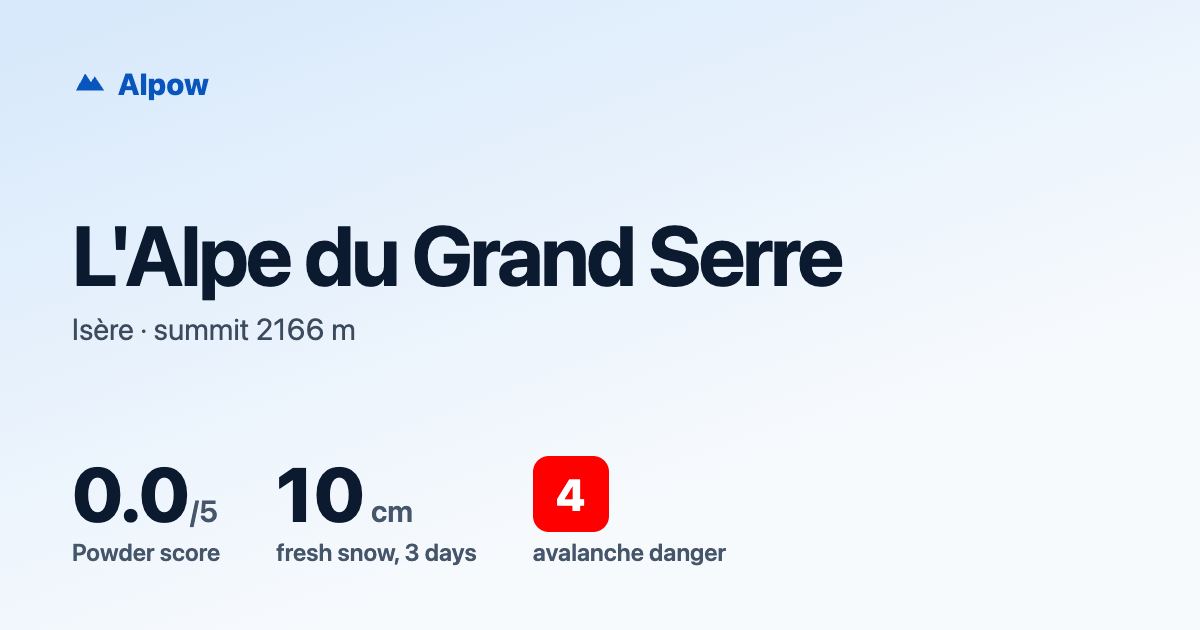 Alpow
L'Alpe du Grand Serre
Isère · summit 2166 m
0.0/5
Powder score
10 cm
fresh snow, 3 days
4
avalanche danger